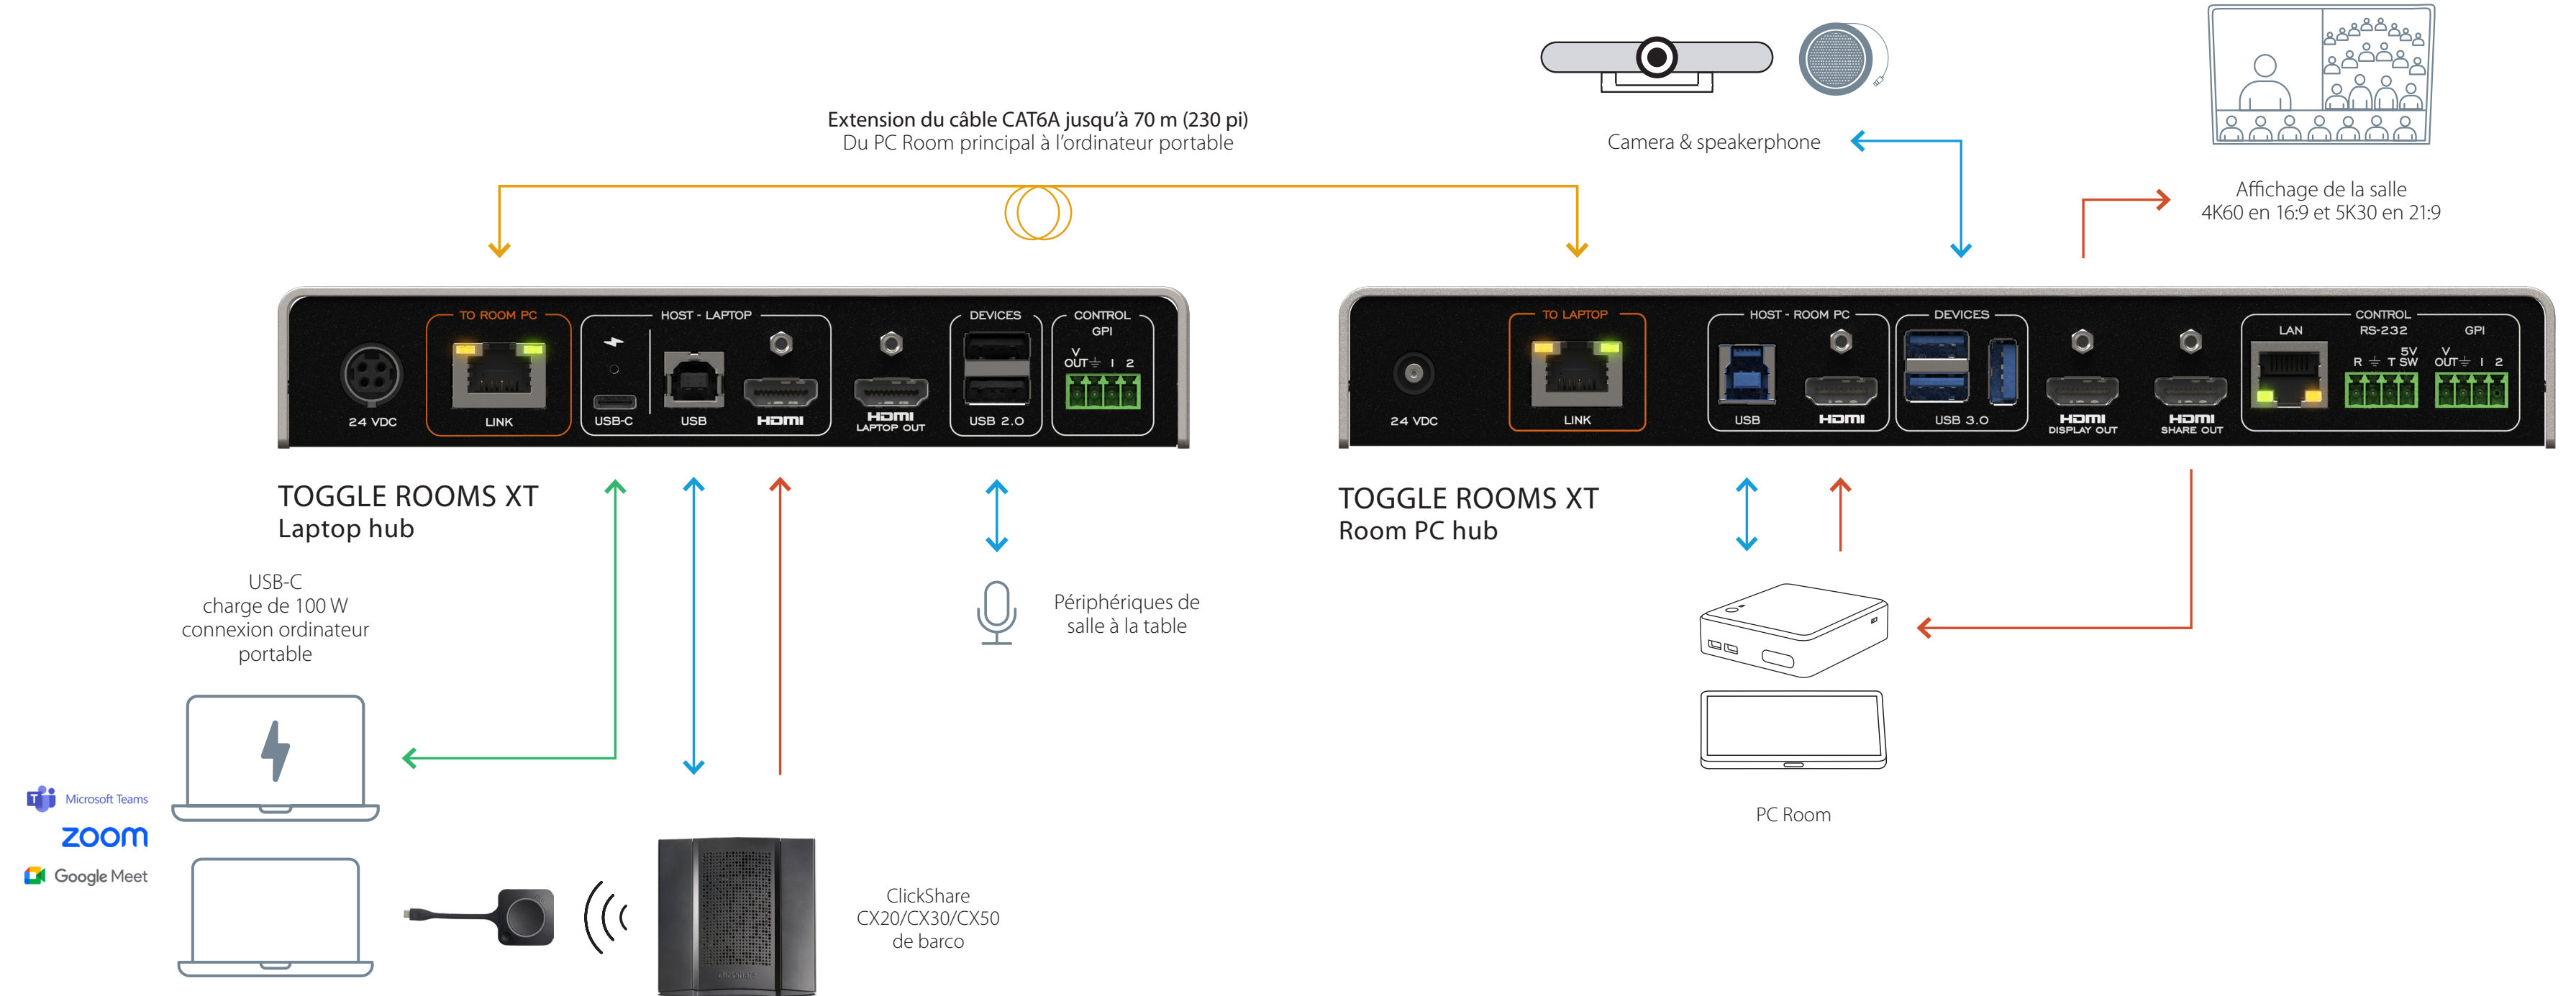 Extension du câble CAT6A jusqu'à 70 m (230 pi)
Du PC Room principal à l'ordinateur portable
Camera & speakerphone
Affichage de la salle
4K60 en 16:9 et 5K30 en 21:9
24 VDC
TO ROOM PC
LINK
HOST - LAPTOP
USB-C
USB
HDMI
HDMI
LAPTOP OUT
DEVICES
USB 2.0
CONTROL
GPI
V
OUT 1 2
24 VDC
TO LAPTOP
LINK
HOST - ROOM PC
USB
HDMI
DEVICES
USB 3.0
HDMI
DISPLAY OUT
HDMI
SHARE OUT
CONTROL
LAN
RS-232
5V
R T SW
GPI
V
OUT 1 2
TOGGLE ROOMS XT
Laptop hub
TOGGLE ROOMS XT
Room PC hub
USB-C
charge de 100 W
connexion ordinateur
portable
Périphériques de
salle à la table
Microsoft Teams
zoom
Google Meet
ClickShare
CX20/CX30/CX50
de barco
PC Room